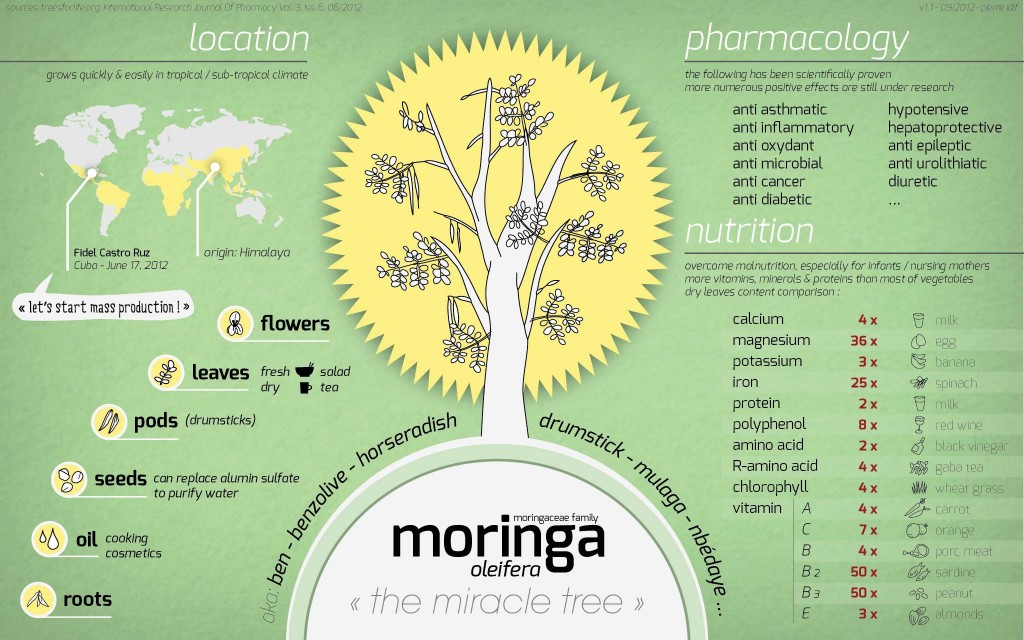 sources: treesforlife.org, International Research Journal Of Pharmacy Vol. 3, Iss. 6, 06/2012
v1.1 - 09/2012 - pierre
location
grows quickly & easily in tropical / sub-tropical climate
Fidel Castro Ruz
Cuba - June 17, 2012
origin: Himalaya
« let's start mass production ! »
flowers
leaves
fresh salad
dry tea
pods (drumsticks)
seeds can replace alumin sulfate
to purify water
oil cooking
cosmetics
roots
aka: ben - benzolive - horseradish
drumstick - mulaga - nbédaye ...
moringaceae family
moringa
oleifera
« the miracle tree »
pharmacology
the following has been scientifically proven
more numerous positive effects are still under research
anti asthmatic
anti inflammatory
anti oxydant
anti microbial
anti cancer
anti diabetic
hypotensive
hepatoprotective
anti epileptic
anti urolithiatic
diuretic
...
nutrition
overcome malnutrition, especially for infants / nursing mothers
more vitamins, minerals & proteins than most of vegetables
dry leaves content comparison :
calcium 4 x milk
magnesium 36 x egg
potassium 3 x banana
iron 25 x spinach
protein 2 x milk
polyphenol 8 x red wine
amino acid 2 x black vinegar
R-amino acid 4 x gaba tea
chlorophyll 4 x wheat grass
vitamin A 4 x carrot
C 7 x orange
B 4 x porc meat
B 2 50 x sardine
B 3 50 x peanut
E 3 x almonds